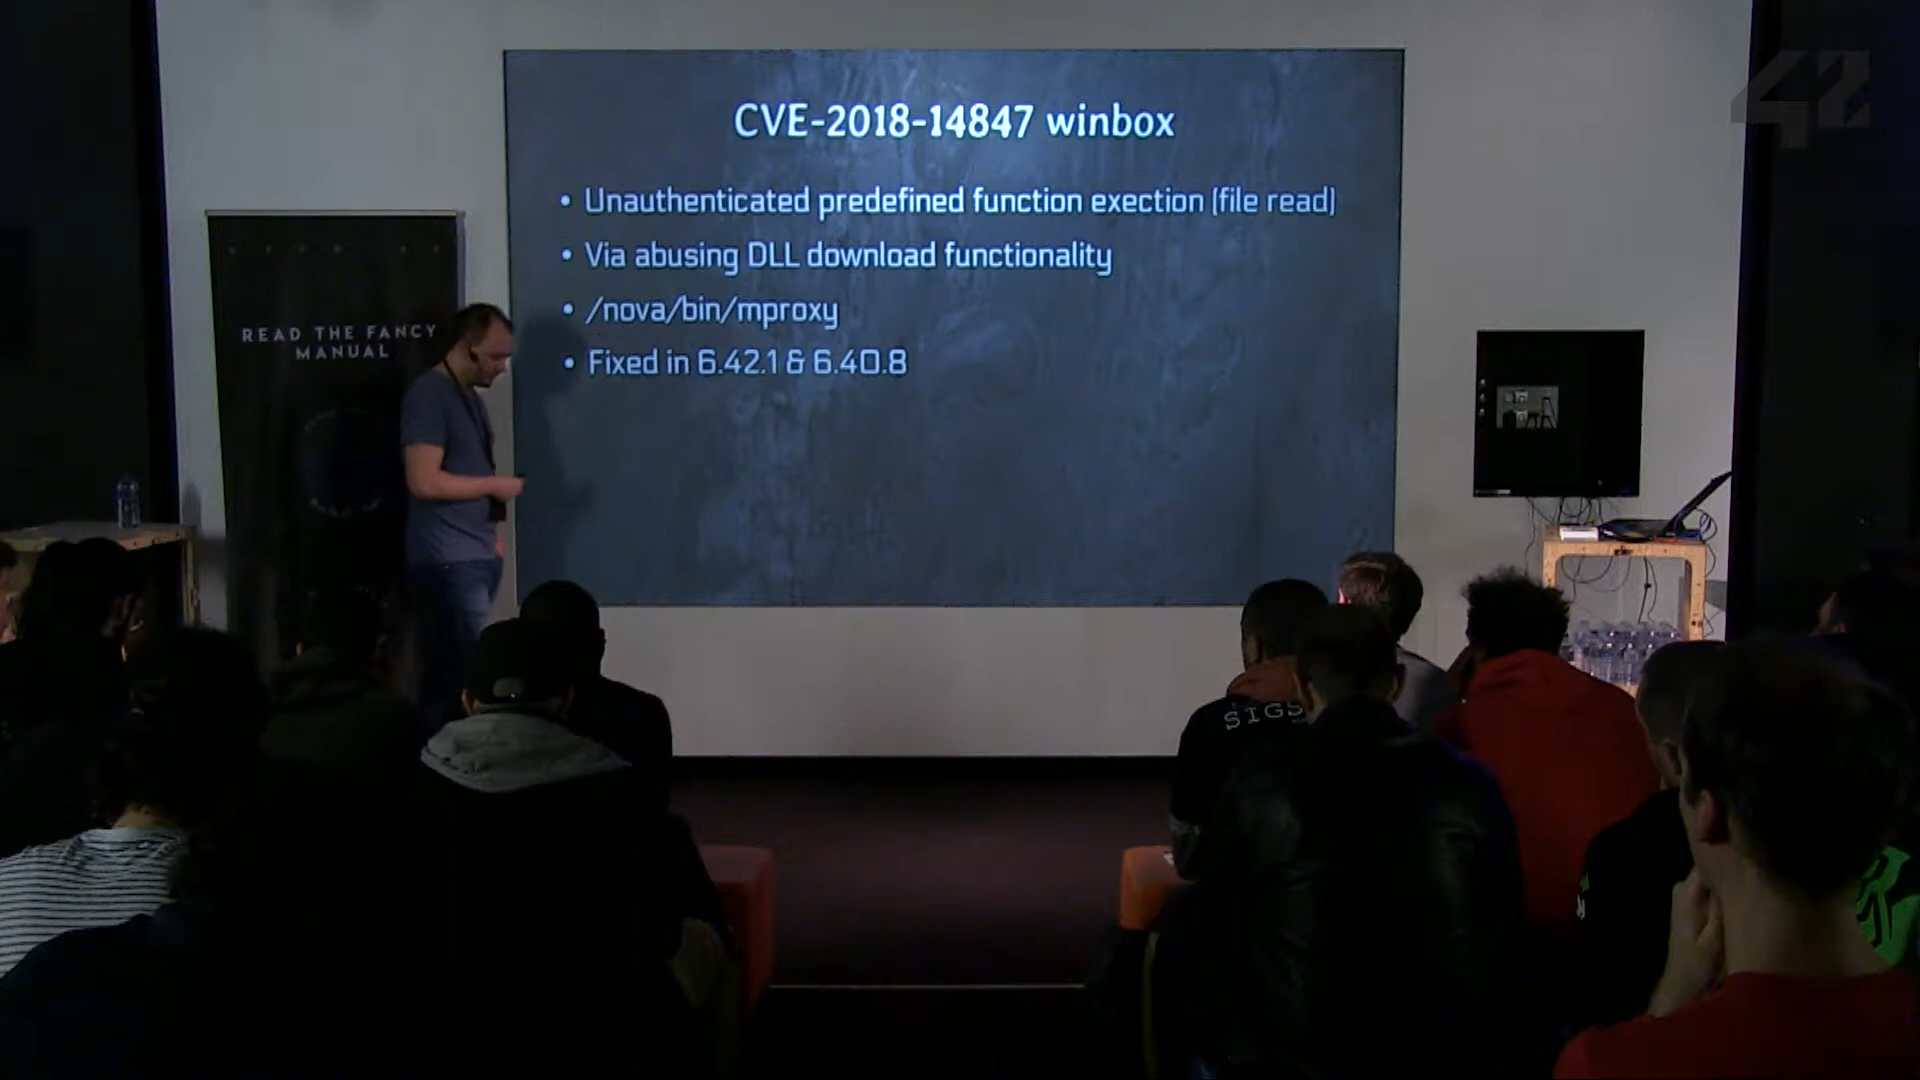 42
CVE-2018-14847 winbox
• Unauthenticated predefined function exection (file read)
• Via abusing DLL download functionality
• /nova/bin/mproxy
• Fixed in 6.42.1 & 6.40.8
READ THE FANCY
MANUAL
SIGS